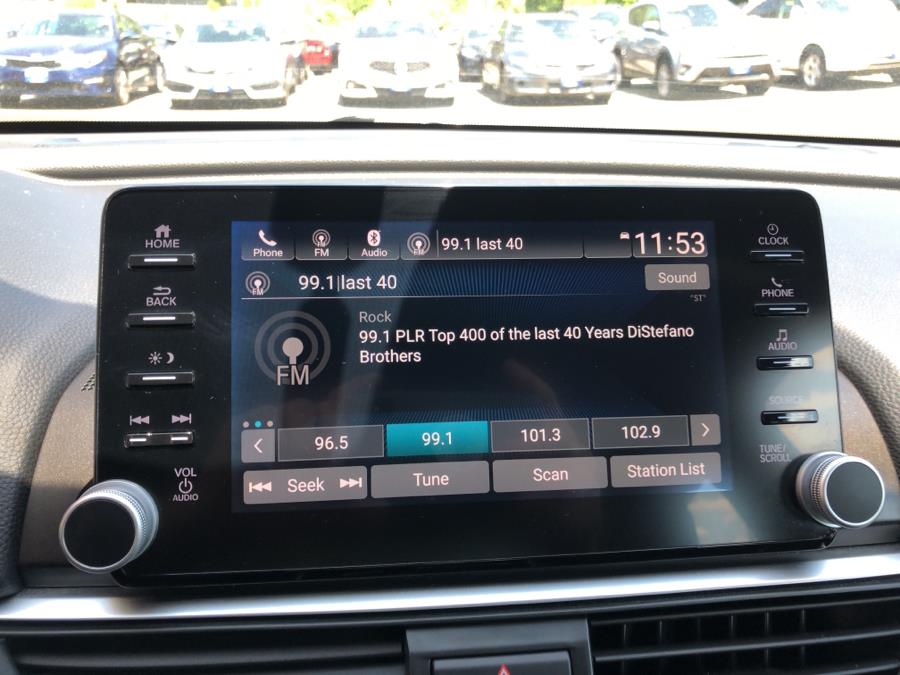 HOME
BACK
VOL
AUDIO
Phone
FM
Audio
FM
99.1 last 40
11:53
FM
99.1|last 40
Sound
"ST"
FM
Rock
99.1 PLR Top 400 of the last 40 Years DiStefano
Brothers
96.5
99.1
101.3
102.9
Seek
Tune
Scan
Station List
CLOCK
PHONE
AUDIO
SOURCE
TUNE/
SCROLL